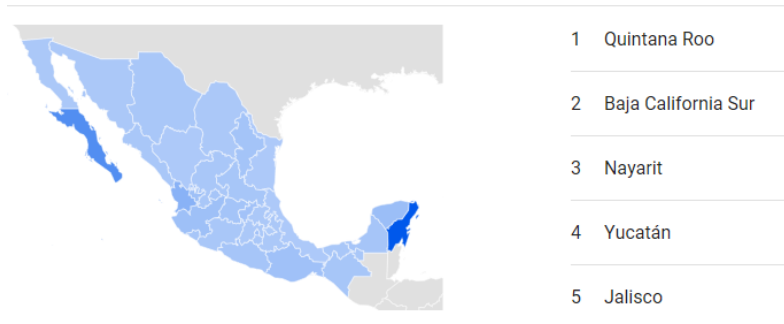 1 Quintana Roo
2 Baja California Sur
3 Nayarit
4 Yucatán
5 Jalisco